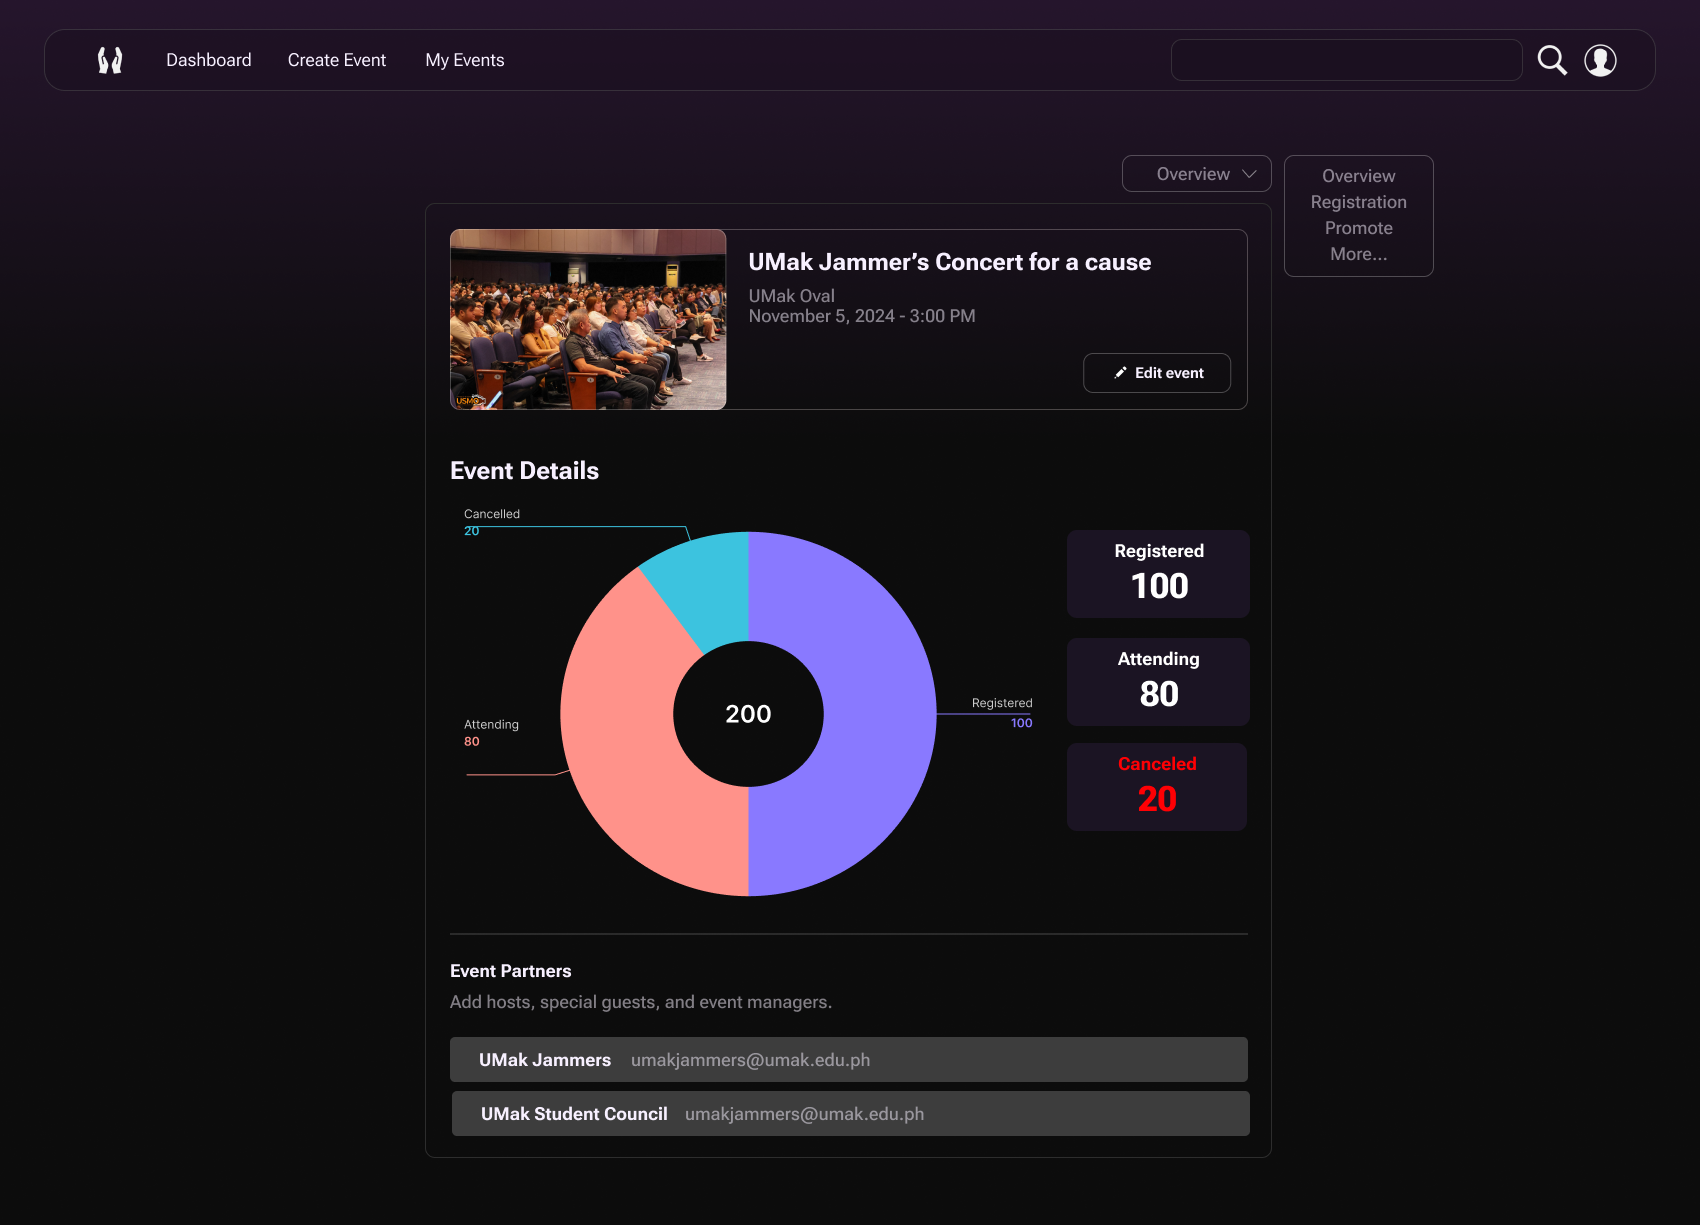 Dashboard
Create Event
My Events
Overview
Overview
Registration
Promote
More...
UMak Jammer’s Concert for a cause
UMak Oval
November 5, 2024 - 3:00 PM
Edit event
USMO
Event Details
Cancelled
20
Registered
100
Attending
80
200
Registered
100
Attending
80
Canceled
20
Event Partners
Add hosts, special guests, and event managers.
UMak Jammers umakjammers@umak.edu.ph
UMak Student Council umakjammers@umak.edu.ph